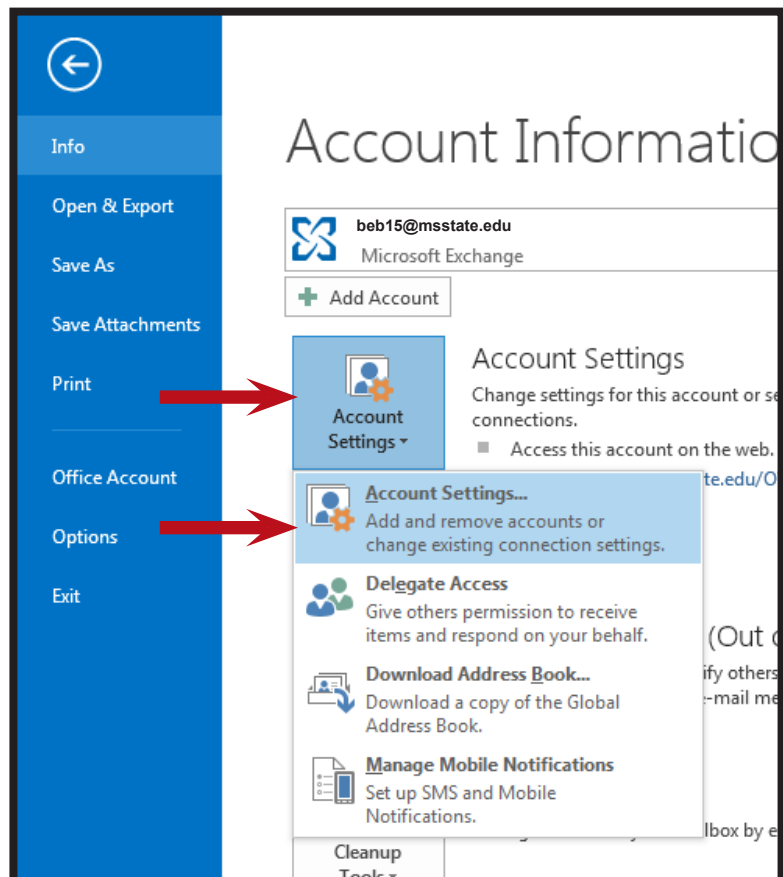 Info
Open & Export
Save As
Save Attachments
Print
Office Account
Options
Exit
Account Informatio
beb15@msstate.edu
Microsoft Exchange
Add Account
Account
Settings
Account Settings
Change settings for this account or se
connections.
Access this account on the web.
te.edu/O
Account Settings...
Add and remove accounts or
change existing connection settings.
Delegate Access
Give others permission to receive
items and respond on your behalf.
Download Address Book...
Download a copy of the Global
Address Book.
Manage Mobile Notifications
Set up SMS and Mobile
Notifications.
(Out o
ify others
-mail me
lbox by e
Cleanup
Tools